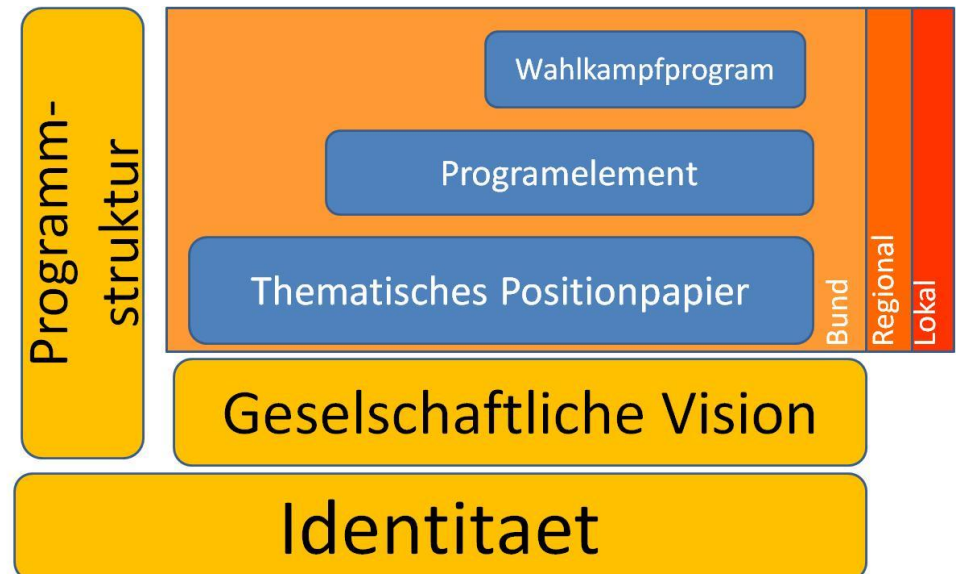 Programm-
struktur
Wahlkampfprogram
Programelement
Thematisches Positionpapier
Bund
Regional
Lokal
Geselschaftliche Vision
Identitaet